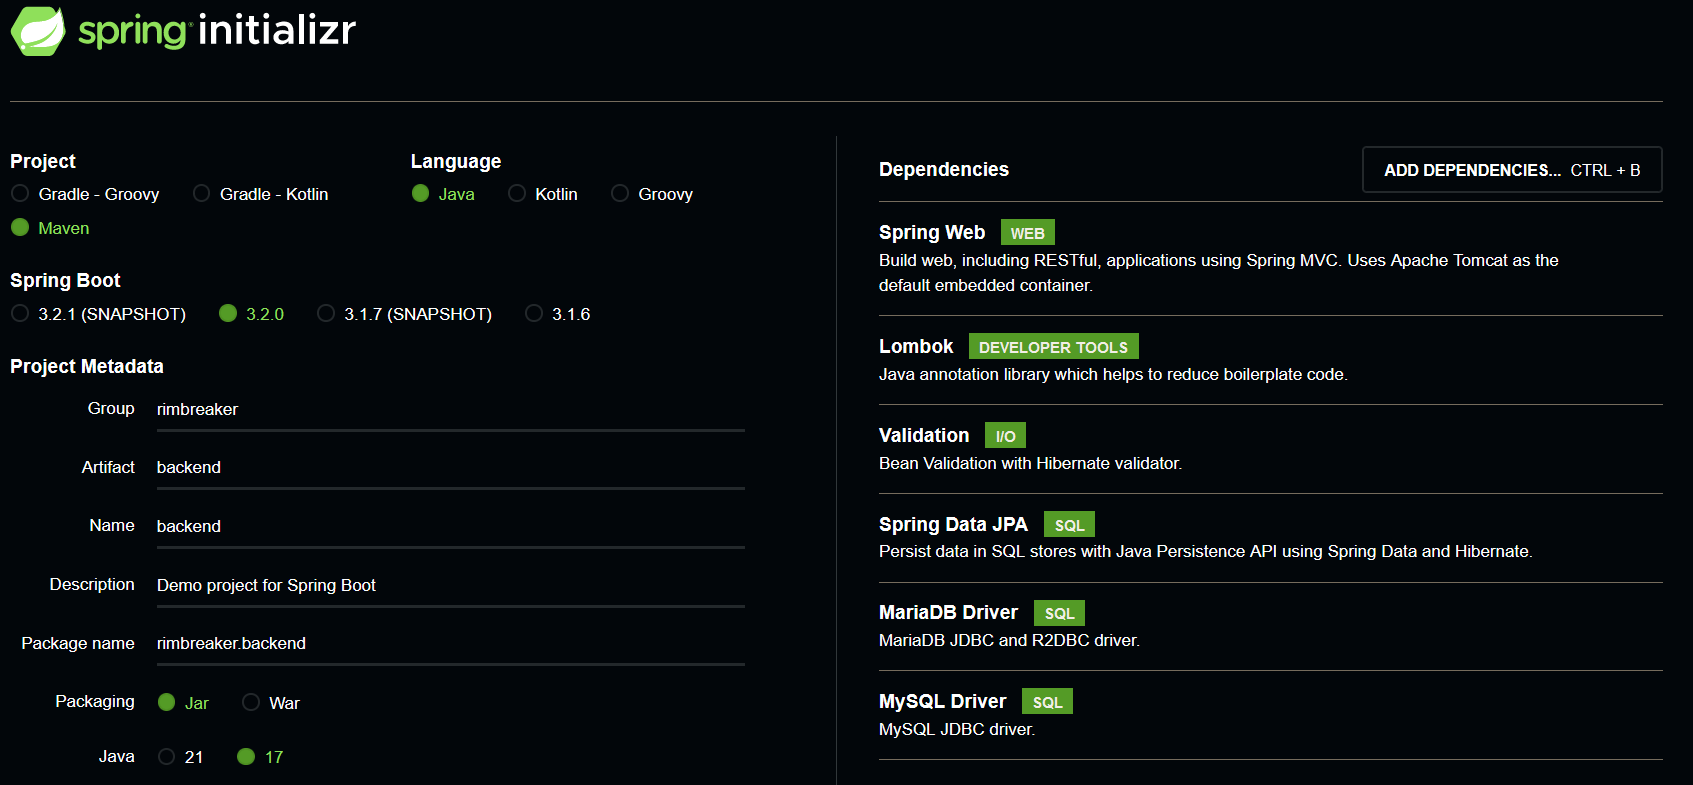 spring initializr
Project
Gradle - Groovy Gradle - Kotlin
Maven
Language
Java Kotlin Groovy
Spring Boot
3.2.1 (SNAPSHOT) 3.2.0 3.1.7 (SNAPSHOT) 3.1.6
Project Metadata
Group rimbreaker
Artifact backend
Name backend
Description Demo project for Spring Boot
Package name rimbreaker.backend
Packaging Jar War
Java 21 17
Dependencies ADD DEPENDENCIES... CTRL + B
Spring Web WEB
Build web, including RESTful, applications using Spring MVC. Uses Apache Tomcat as the
default embedded container.
Lombok DEVELOPER TOOLS
Java annotation library which helps to reduce boilerplate code.
Validation I/O
Bean Validation with Hibernate validator.
Spring Data JPA SQL
Persist data in SQL stores with Java Persistence API using Spring Data and Hibernate.
MariaDB Driver SQL
MariaDB JDBC and R2DBC driver.
MySQL Driver SQL
MySQL JDBC driver.